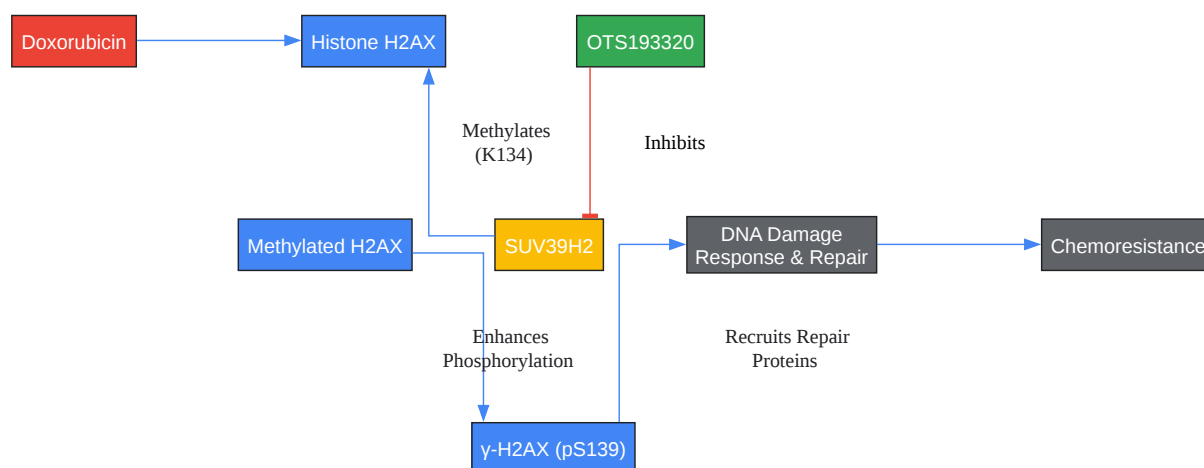 Doxorubicin
Histone H2AX
OTS193320
Methylates
(K134)
Inhibits
Methylated H2AX
SUV39H2
DNA Damage
Response & Repair
Chemoresistance
Enhances
Phosphorylation
Recruits Repair
Proteins
γ-H2AX (pS139)